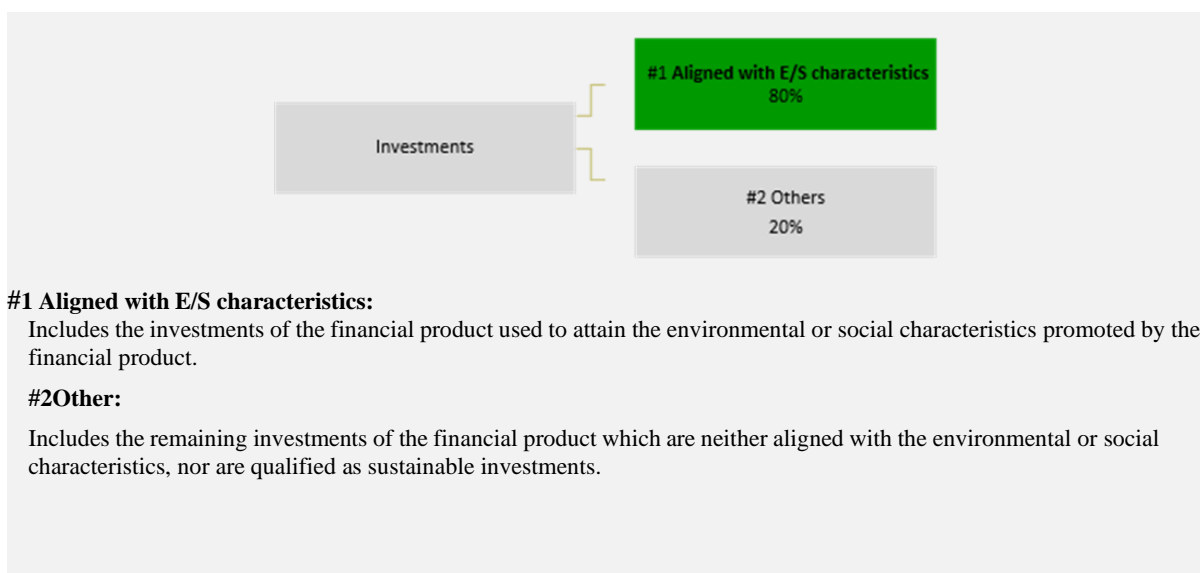 #1 Aligned with E/S characteristics
80%
Investments
#2 Others
20%
#1 Aligned with E/S characteristics:
Includes the investments of the financial product used to attain the environmental or social characteristics promoted by the
financial product.
#2Other:
Includes the remaining investments of the financial product which are neither aligned with the environmental or social
characteristics, nor are qualified as sustainable investments.